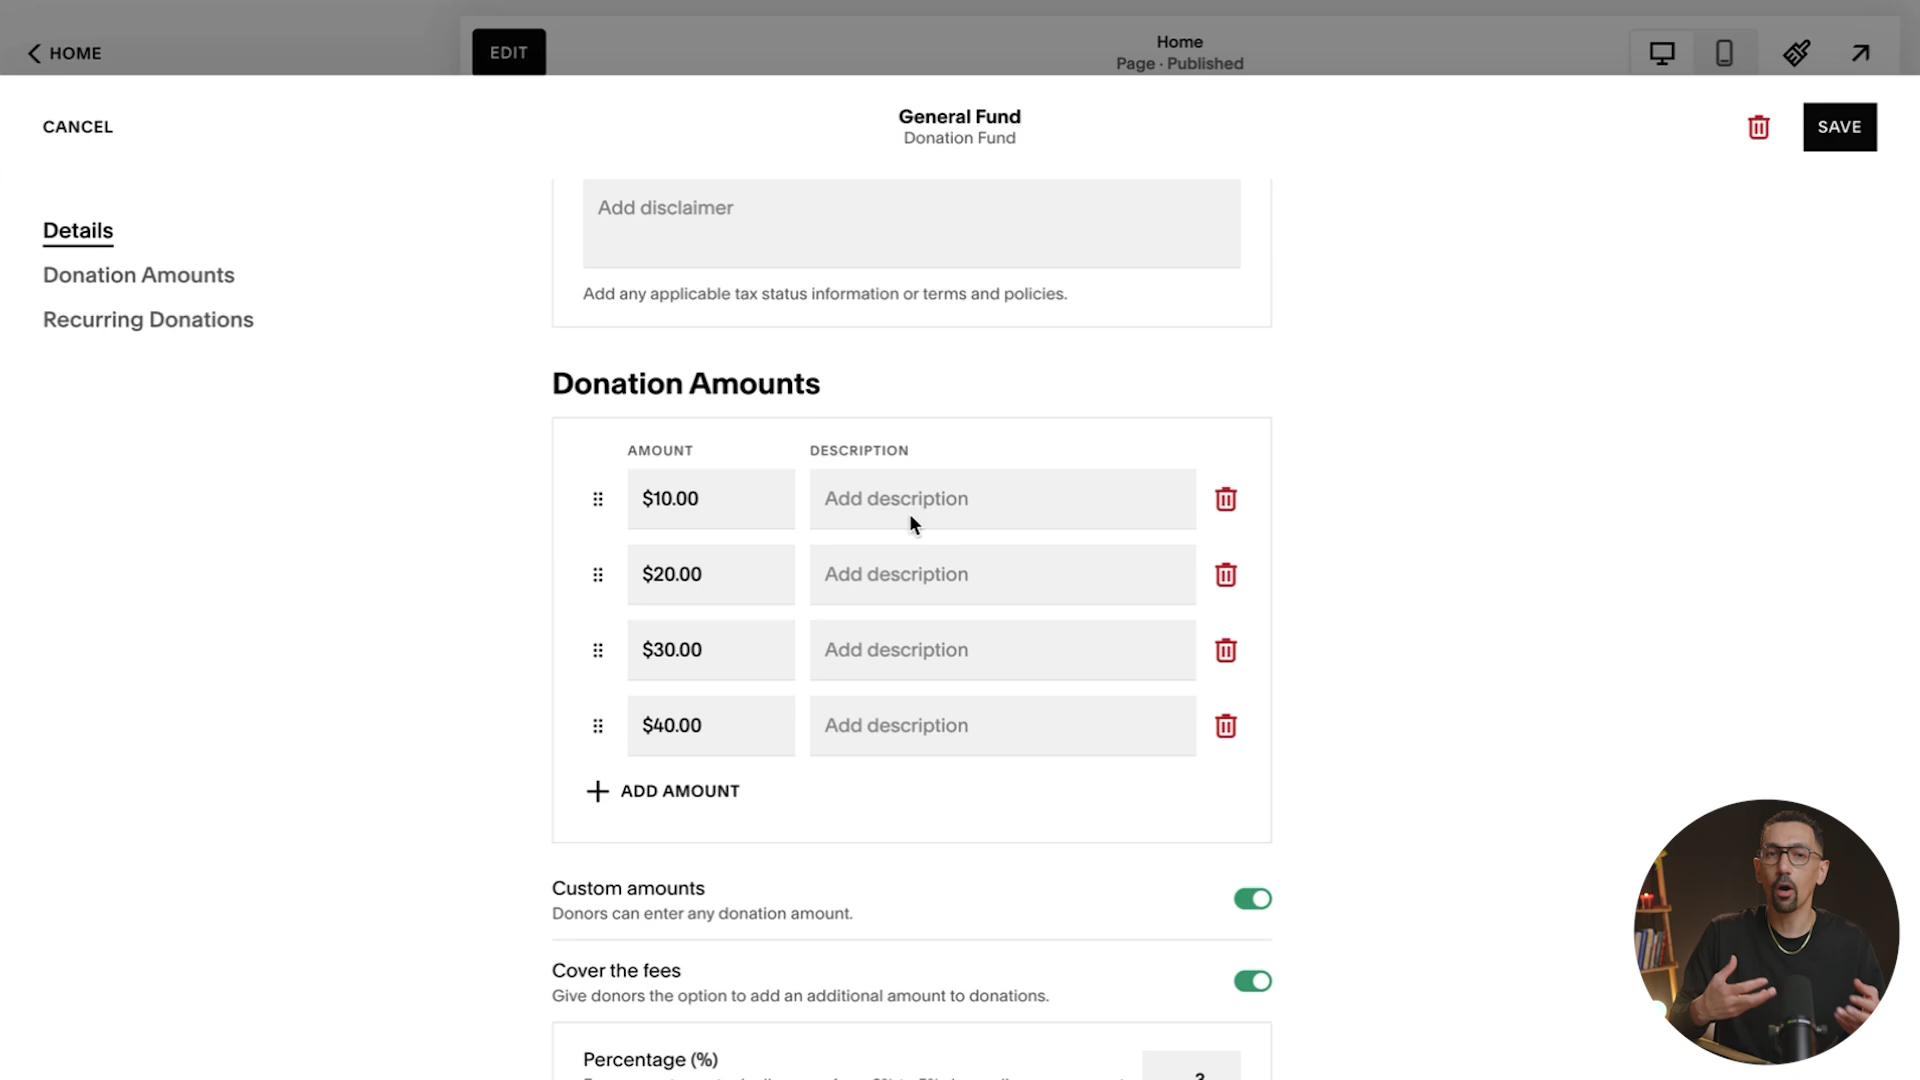 HOME
EDIT
Home
Page · Published
CANCEL
General Fund
Donation Fund
SAVE
Details
Donation Amounts
Recurring Donations
Add disclaimer
Add any applicable tax status information or terms and policies.
Donation Amounts
AMOUNT DESCRIPTION
$10.00 Add description
$20.00 Add description
$30.00 Add description
$40.00 Add description
ADD AMOUNT
Custom amounts
Donors can enter any donation amount.
Cover the fees
Give donors the option to add an additional amount to donations.
Percentage (%)